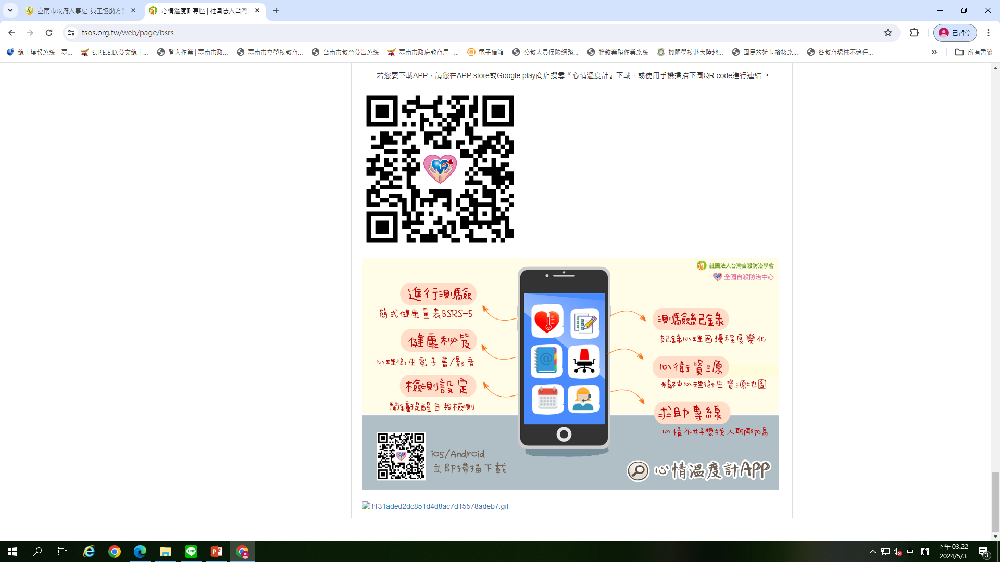 臺南市政府人事處-員工協助方
心情溫度計專區 | 社團法人台灣
tsos.org.tw/web/page/bsrs
已暫停
線上填報系統 - 臺...
S.P.E.E.D.公文線上...
登入作業 | 臺南市政...
臺南市立學校教育...
台南市教育公告系統
臺南市政府教育局 –...
電子信箱
公教人員保險網路...
銓敘業務作業系統
機關學校赴大陸地...
國民旅遊卡檢核系...
各教育場域不適任...
所有書籤
若您要下載APP，請您在APP store或Google play商店搜尋『心情溫度計』下載，或使用手機掃描下圖QR code進行連結 。
社團法人台灣自殺防治學會
全國自殺防治中心
進行測驗
簡式健康量表BSRS-5
健康秘笈
心理衛生電子書/影音
檢測設定
鬧鐘提醒自我檢測
測驗紀錄
紀錄心理困擾程度變化
心衛資源
精神心理衛生資源地圖
求助專線
心情不好想找人聊聊嗎
ios/Android
立即掃描下載
心情溫度計APP
1131aded2dc851d4d8ac7d15578adeb7.gif
中
倉
下午 03:22
2024/5/3
3